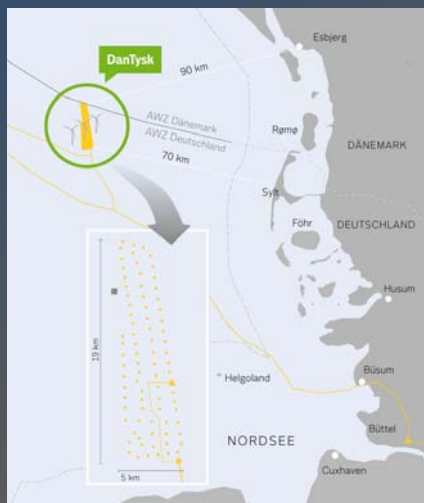 Esbjerg
DanTysk
90 km
AWZ Dänemark
AWZ Deutschland
Rømø
DÄNEMARK
70 km
Sylt
Föhr
DEUTSCHLAND
19 km
Husum
Helgoland
Büsum
Büttel
NORDSEE
5 km
Cuxhaven